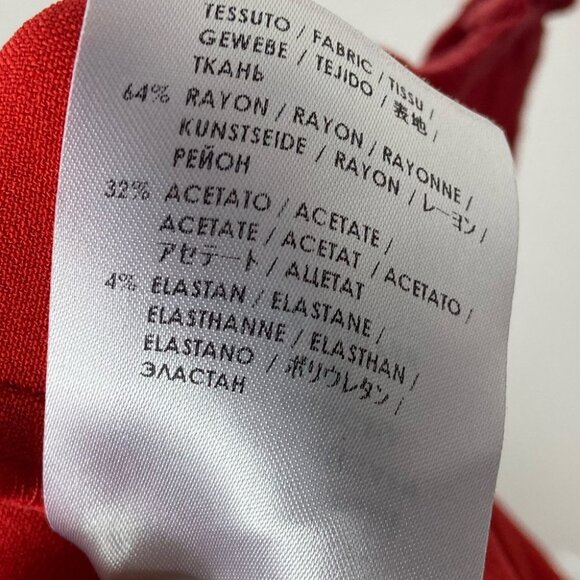 TESSUTO / FABRIC / TISSU /
GEWEBE / TEJIDO / 表地 /
ТКАНЬ
64% RAYON / RAYON / RAYONNE /
KUNSTSEIDE / RAYON / レーヨン /
РЕЙОН
32% ACETATO / ACETATE /
ACETATE / ACETAT / ACETATO /
アセテート / АЦЕТАТ
4% ELASTAN / ELASTANE /
ELASTHANNE / ELASTHAN /
ELASTANO / ポリウレタン /
ЭЛАСТАН